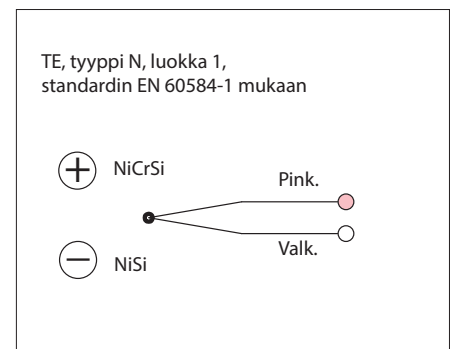 TE, tyyppi N, luokka 1,
standardin EN 60584-1 mukaan
+ NiCrSi
Pink.
Valk.
− NiSi